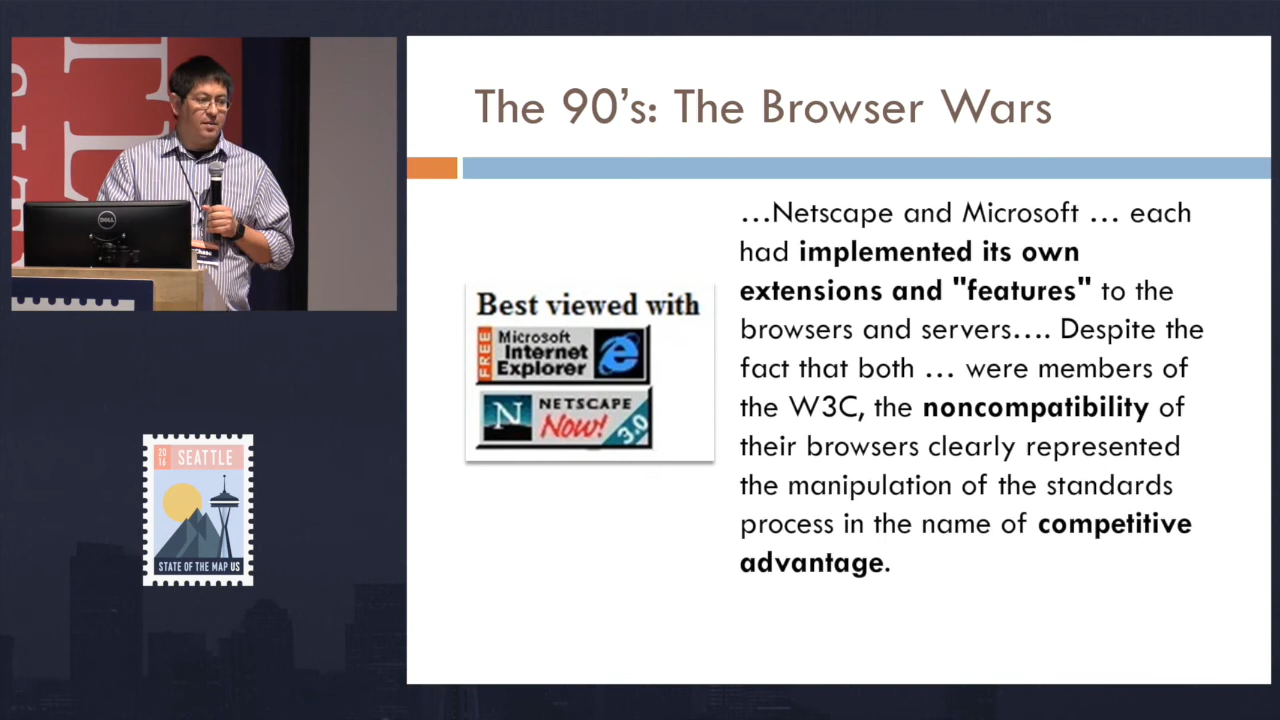 The 90's: The Browser Wars
…Netscape and Microsoft … each
had implemented its own
extensions and "features" to the
browsers and servers…. Despite the
fact that both … were members of
the W3C, the noncompatibility of
their browsers clearly represented
the manipulation of the standards
process in the name of competitive
advantage.
Best viewed with
FREE
Microsoft
Internet
Explorer
N
NETSCAPE
Now!
3.0
DELL
20
16
SEATTLE
STATE OF THE MAP US